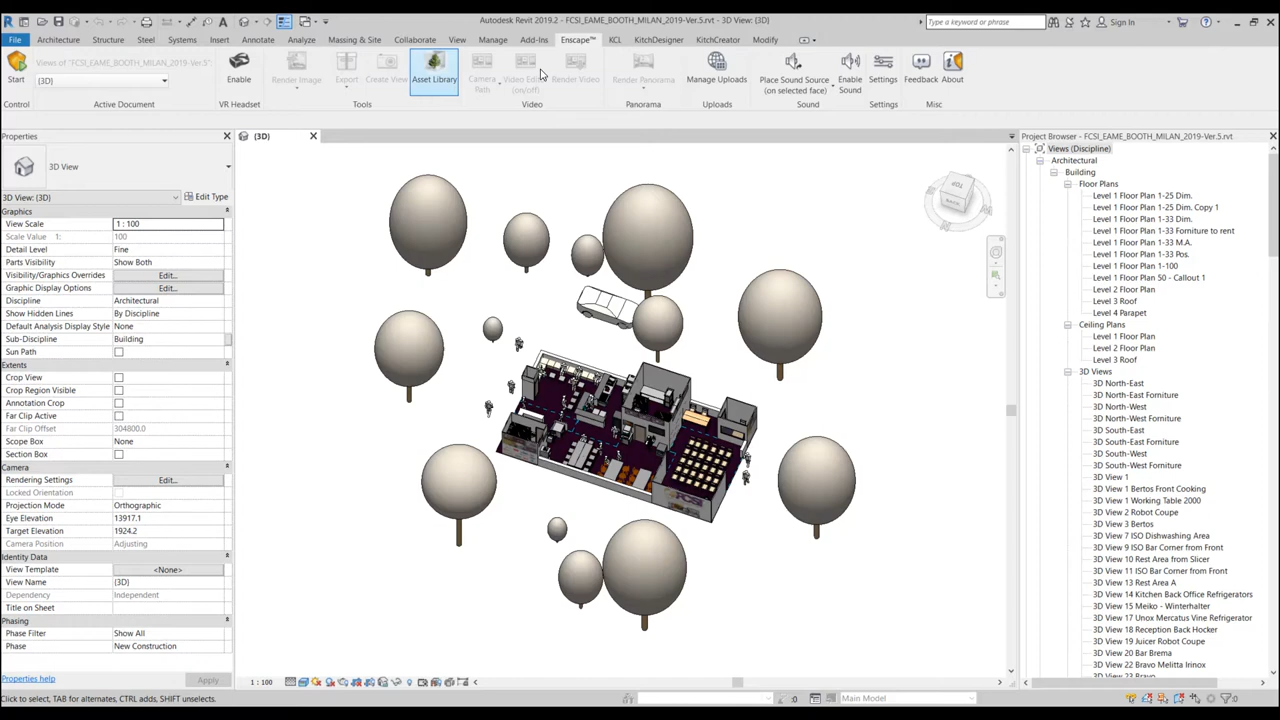 Autodesk Revit 2019.2 - FCSI_EAME_BOOTH_MILAN_2019-Ver.5.rvt - 3D View: {3D}
Type a keyword or phrase
Sign In
File Architecture Structure Steel Systems Insert Annotate Analyze Massing & Site Collaborate View Manage Add-Ins Enscape™ KCL KitchDesigner KitchCreator Modify
Views of FCSI_EAME_BOOTH_MILAN_2019-Ver.5"
Start {3D} Enable Render Image Export Create View Asset Library Camera Path Video (on/off) Render Video Render Panorama Manage Uploads Place Sound Source (on selected face) Enable Sound Settings Feedback About
Control Active Document VR Headset Tools Video Panorama Uploads Sound Settings Misc
Properties
3D View
3D View: {3D} Edit Type
Graphics
View Scale 1 : 100
Scale Value 1: 100
Detail Level Fine
Parts Visibility Show Both
Visibility/Graphics Overrides Edit...
Graphic Display Options Edit...
Discipline Architectural
Show Hidden Lines By Discipline
Default Analysis Display Style None
Sub-Discipline Building
Sun Path
Extents
Crop View
Crop Region Visible
Annotation Crop
Far Clip Active
Far Clip Offset 304800.0
Scope Box None
Section Box
Camera
Rendering Settings Edit...
Locked Orientation
Projection Mode Orthographic
Eye Elevation 13917.1
Target Elevation 1924.2
Camera Position Adjusting
Identity Data
View Template <None>
View Name {3D}
Dependency Independent
Title on Sheet
Phasing
Phase Filter Show All
Phase New Construction
Properties help Apply
{3D}
TOP
BACK
FCSI
1 : 100
Project Browser - FCSI_EAME_BOOTH_MILAN_2019-Ver.5.rvt
Views (Discipline)
Architectural
Building
Floor Plans
Level 1 Floor Plan 1-25 Dim.
Level 1 Floor Plan 1-25 Dim. Copy 1
Level 1 Floor Plan 1-33 Dim.
Level 1 Floor Plan 1-33 Forniture to rent
Level 1 Floor Plan 1-33 M.A.
Level 1 Floor Plan 1-33 Pos.
Level 1 Floor Plan 1-100
Level 1 Floor Plan 50 - Callout 1
Level 2 Floor Plan
Level 3 Roof
Level 4 Parapet
Ceiling Plans
Level 1 Floor Plan
Level 2 Floor Plan
Level 3 Roof
3D Views
3D North-East
3D North-East Forniture
3D North-West
3D North-West Forniture
3D South-East
3D South-East Forniture
3D South-West
3D South-West Forniture
3D View 1
3D View 1 Bertos Front Cooking
3D View 1 Working Table 2000
3D View 2 Robot Coupe
3D View 3 Bertos
3D View 7 ISO Dishwashing Area
3D View 9 ISO Bar Corner from Front
3D View 10 Rest Area from Slicer
3D View 11 ISO Bar Corner from Front
3D View 13 Rest Area A
3D View 14 Kitchen Back Office Refrigerators
3D View 15 Meiko - Winterhalter
3D View 17 Unox Mercatus Vine Refrigerator
3D View 18 Reception Back Hocker
3D View 19 Juicer Robot Coupe
3D View 20 Bar Brema
3D View 22 Bravo Melitta Irinox
Click to select, TAB for alternates, CTRL adds, SHIFT unselects.
:0 Main Model :0